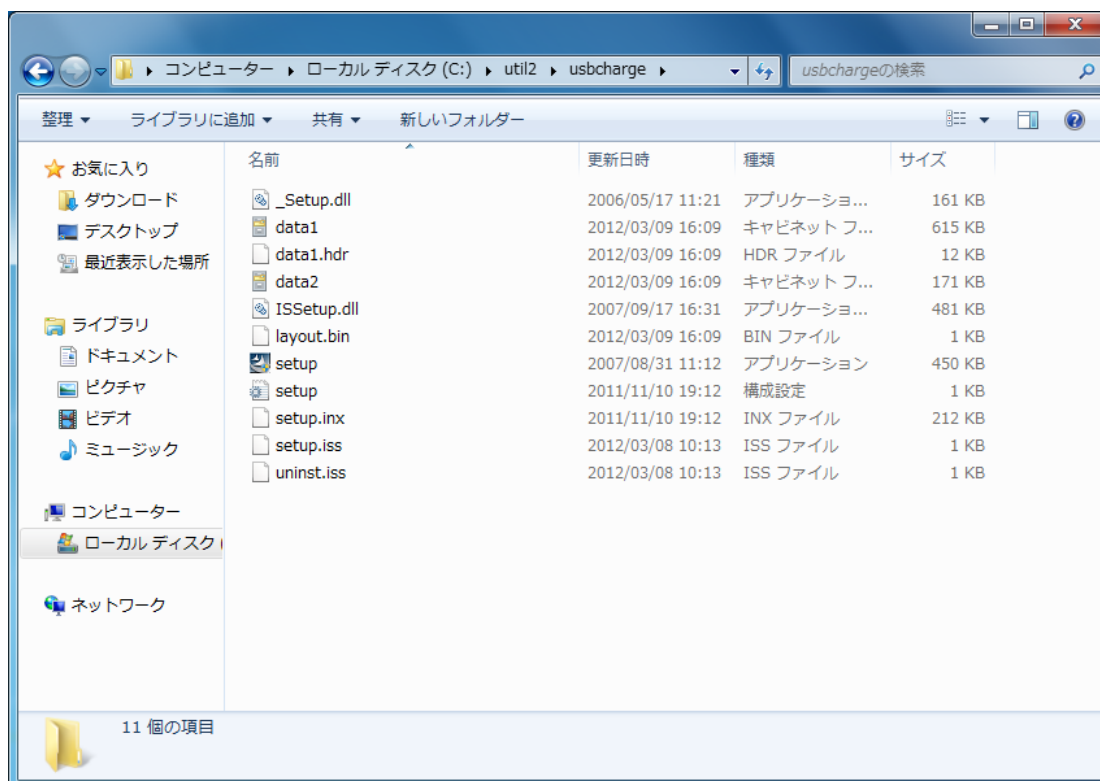 コンピューター ローカル ディスク (C:) util2 usbcharge usbchargeの検索
整理 ライブラリに追加 共有 新しいフォルダー
お気に入り
ダウンロード
デスクトップ
最近表示した場所
ライブラリ
ドキュメント
ピクチャ
ビデオ
ミュージック
コンピューター
ローカル ディスク (
ネットワーク
名前 更新日時 種類 サイズ
_Setup.dll 2006/05/17 11:21 アプリケーショ... 161 KB
data1 2012/03/09 16:09 キャビネット フ... 615 KB
data1.hdr 2012/03/09 16:09 HDR ファイル 12 KB
data2 2012/03/09 16:09 キャビネット フ... 171 KB
ISSetup.dll 2007/09/17 16:31 アプリケーショ... 481 KB
layout.bin 2012/03/09 16:09 BIN ファイル 1 KB
setup 2007/08/31 11:12 アプリケーション 450 KB
setup 2011/11/10 19:12 構成設定 1 KB
setup.inx 2011/11/10 19:12 INX ファイル 212 KB
setup.iss 2012/03/08 10:13 ISS ファイル 1 KB
uninst.iss 2012/03/08 10:13 ISS ファイル 1 KB
11 個の項目